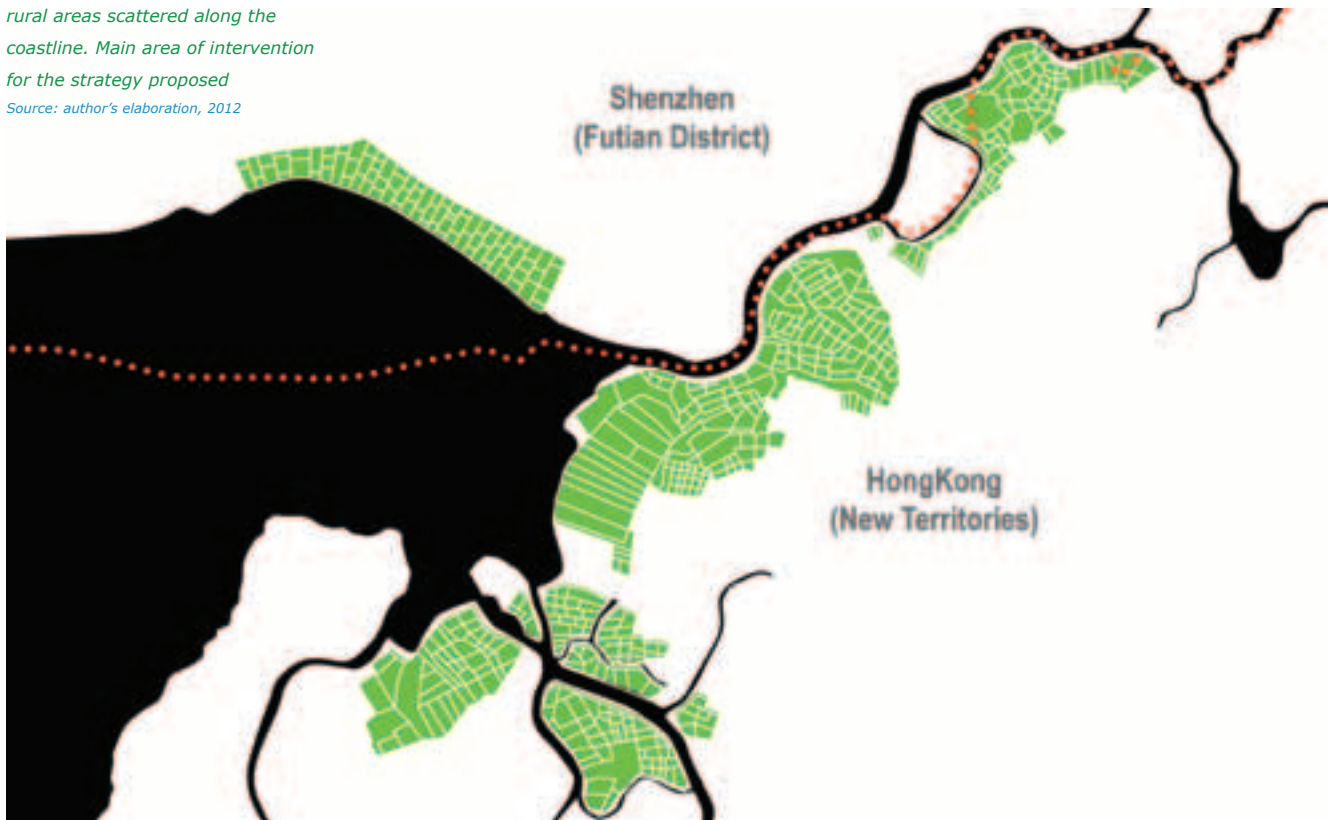 rural areas scattered along the
coastline. Main area of intervention
for the strategy proposed
Source: author's elaboration, 2012
Shenzhen
(Futian District)
HongKong
(New Territories)